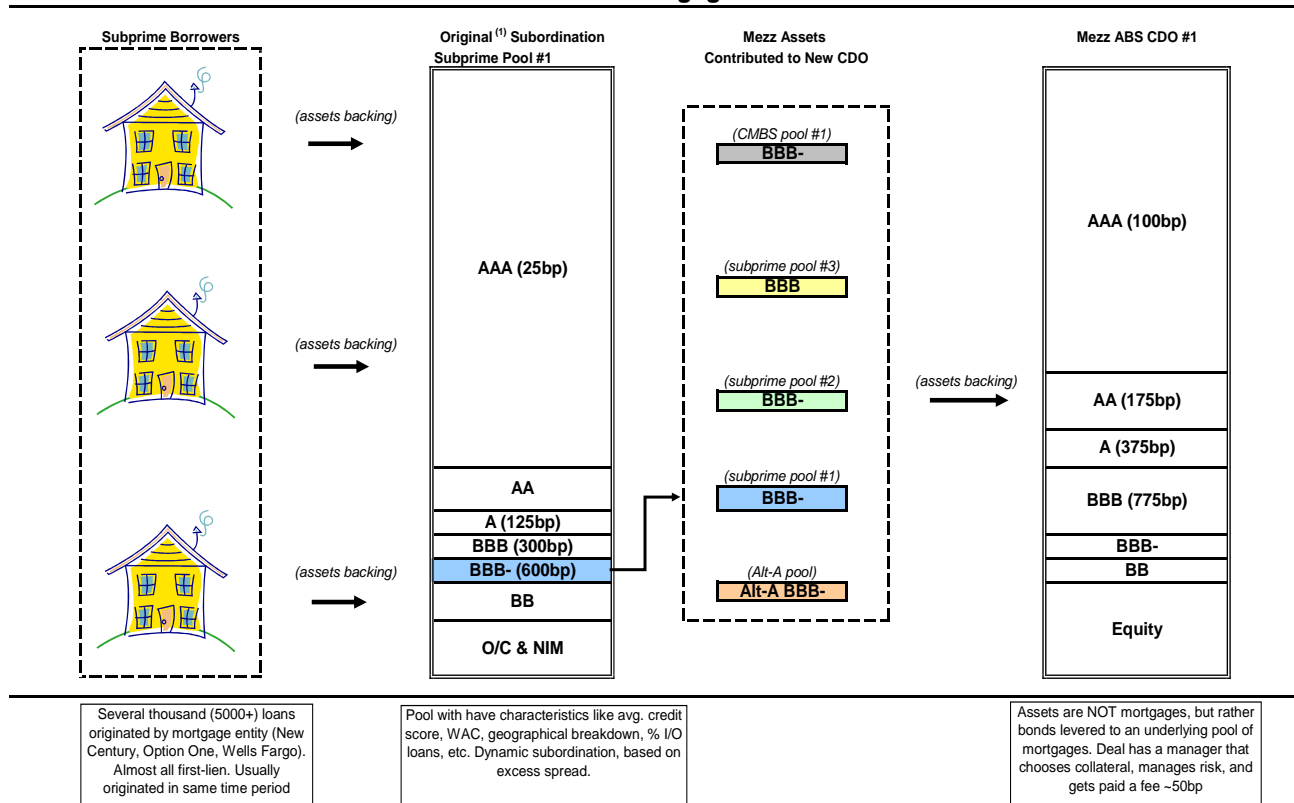 Subprime Borrowers
(assets backing)
(assets backing)
(assets backing)
Original (1) Subordination
Subprime Pool #1
AAA (25bp)
AA
A (125bp)
BBB (300bp)
BBB- (600bp)
BB
O/C & NIM
Mezz Assets
Contributed to New CDO
(CMBS pool #1)
BBB-
(subprime pool #3)
BBB
(subprime pool #2)
BBB-
(subprime pool #1)
BBB-
(Alt-A pool)
Alt-A BBB-
(assets backing)
Mezz ABS CDO #1
AAA (100bp)
AA (175bp)
A (375bp)
BBB (775bp)
BBB-
BB
Equity
Several thousand (5000+) loans
originated by mortgage entity (New
Century, Option One, Wells Fargo).
Almost all first-lien. Usually
originated in same time period
Pool with have characteristics like avg. credit
score, WAC, geographical breakdown, % I/O
loans, etc. Dynamic subordination, based on
excess spread.
Assets are NOT mortgages, but rather
bonds levered to an underlying pool of
mortgages. Deal has a manager that
chooses collateral, manages risk, and
gets paid a fee ~50bp